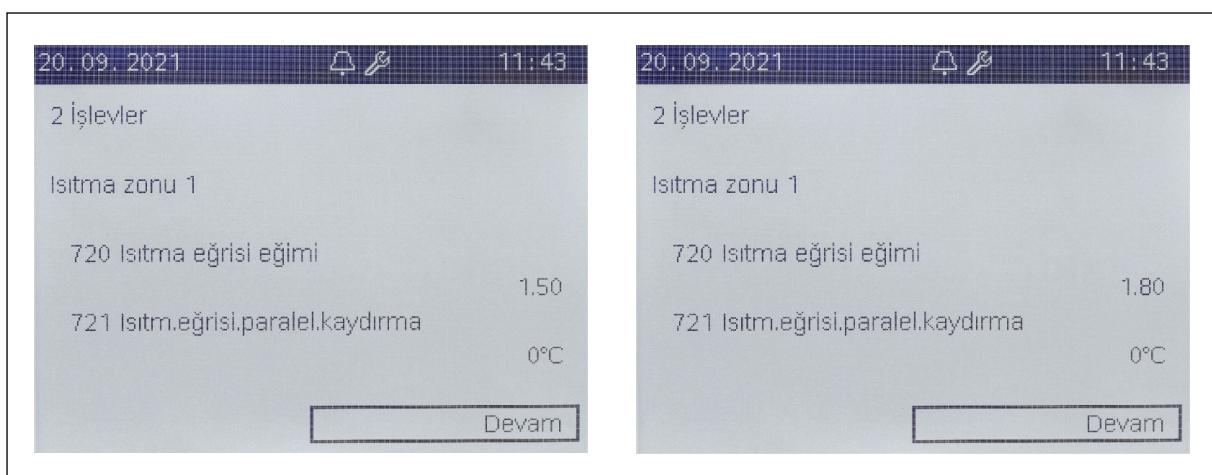 20.09.2021 11:43
2 İşlevler
Isıtma zonu 1
720 Isıtma eğrisi eğimi
1.50
721 Isıtm.eğrisi.paralel.kaydırma
0°C
Devam
20.09.2021 11:43
2 İşlevler
Isıtma zonu 1
720 Isıtma eğrisi eğimi
1.80
721 Isıtm.eğrisi.paralel.kaydırma
0°C
Devam